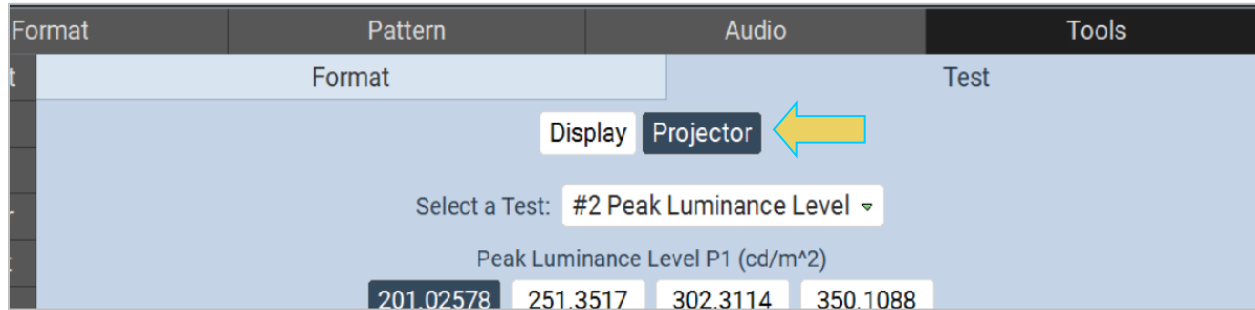 Format Pattern Audio Tools
Format Test
Display Projector
Select a Test: #2 Peak Luminance Level
Peak Luminance Level P1 (cd/m^2)
201.02578 251.3517 302.3114 350.1088